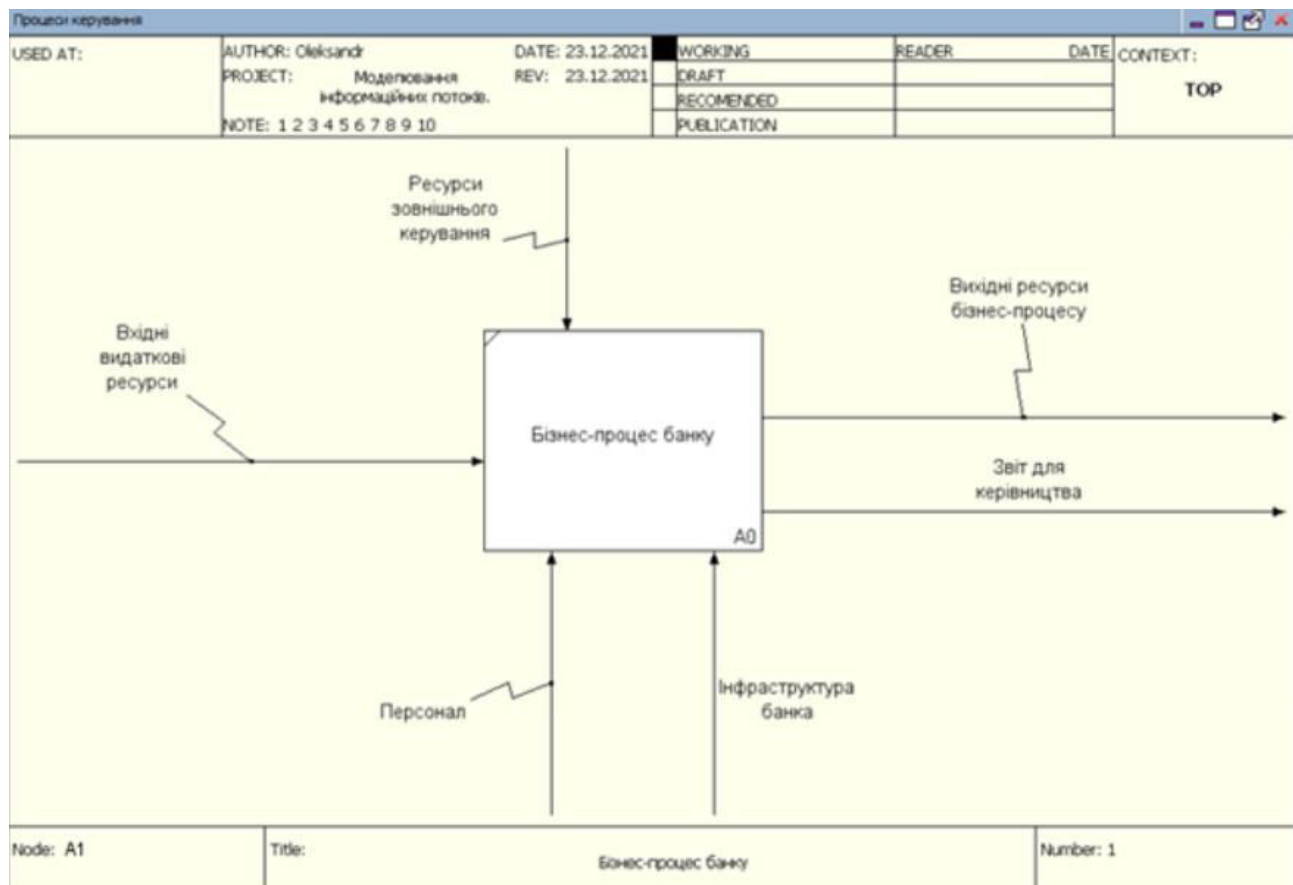 Процеси керування
USED AT:
AUTHOR: Oleksandr
DATE: 23.12.2021
PROJECT: Моделювання
інформаційних потоків.
REV: 23.12.2021
NOTE: 1 2 3 4 5 6 7 8 9 10
WORKING
DRAFT
RECOMENDED
PUBLICATION
READER DATE
CONTEXT:
TOP
Ресурси
зовнішнього
керування
Вхідні
видаткові
ресурси
Вихідні ресурси
бізнес-процесу
Бізнес-процес банку
A0
Звіт для
керівництва
Персонал
Інфраструктура
банка
Node: A1
Title:
Бізнес-процес банку
Number: 1